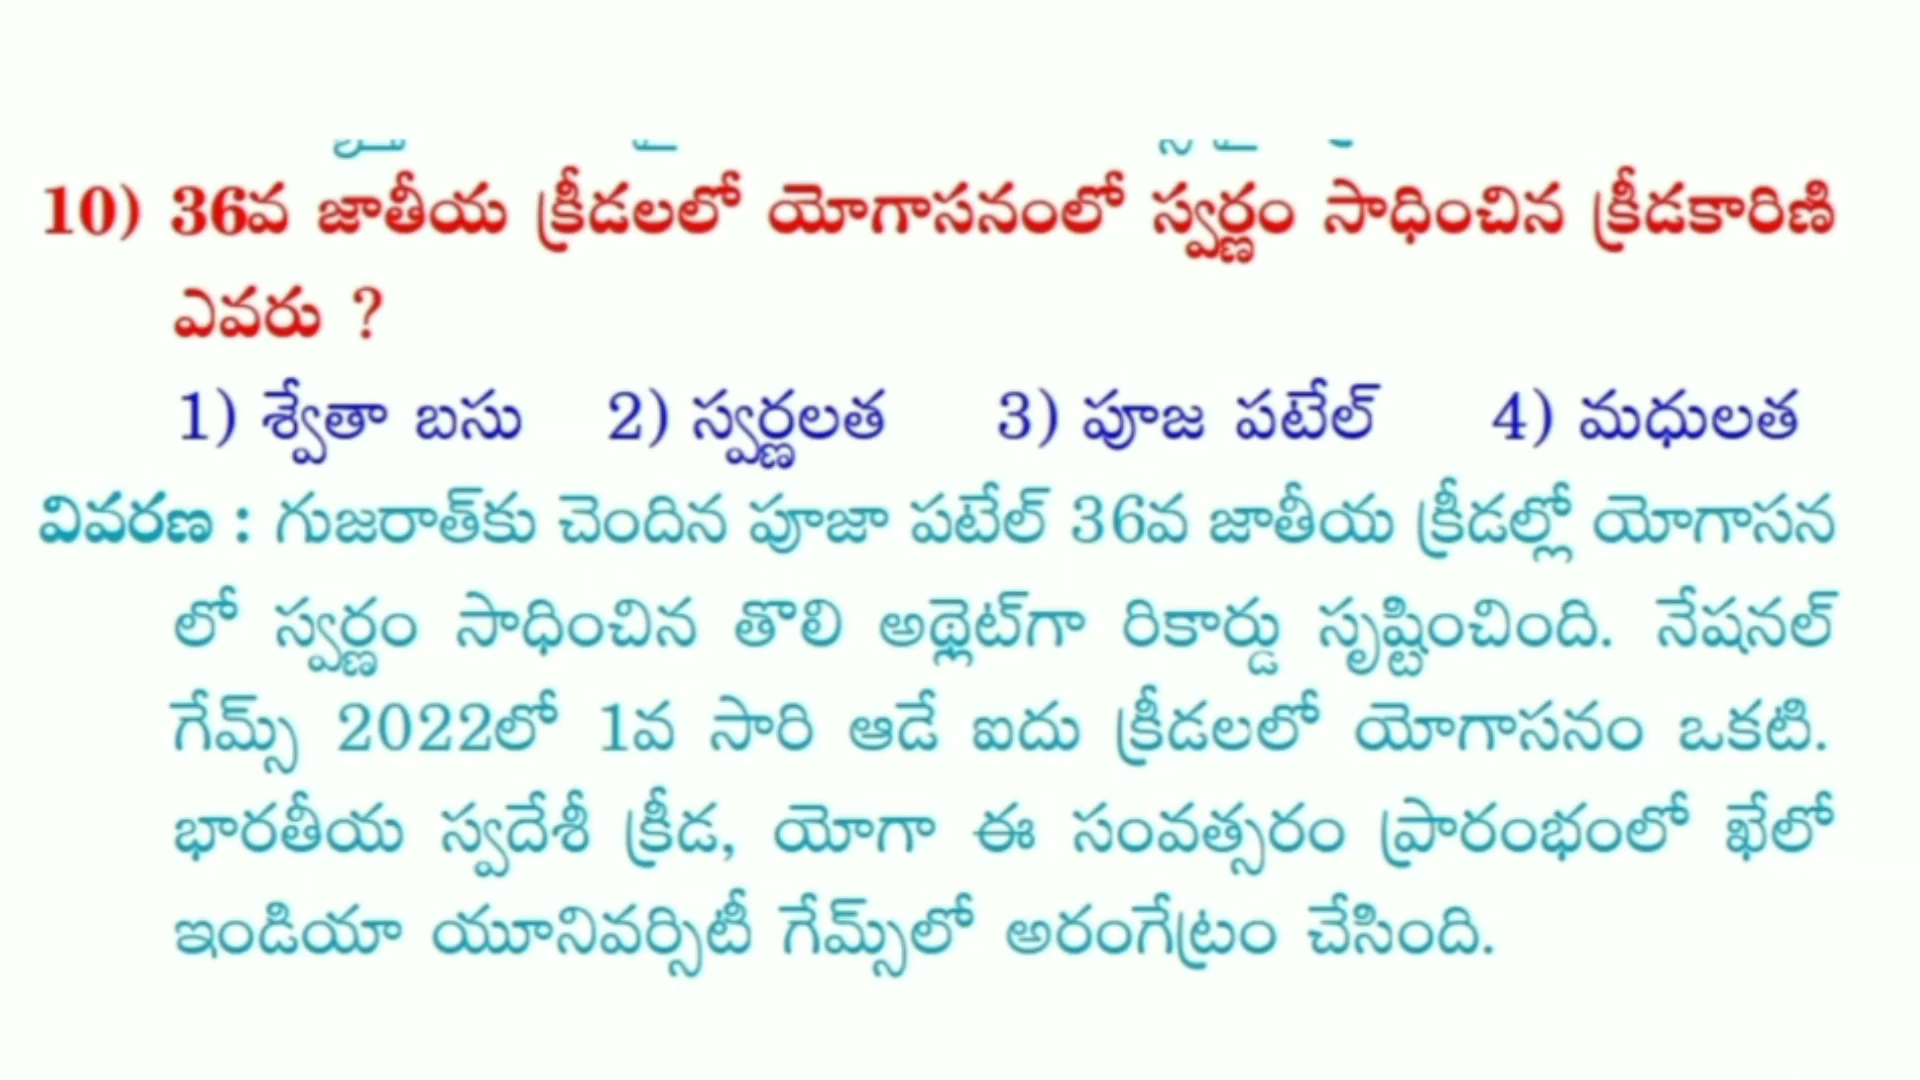 10) 36వ జాతీయ క్రీడలలో యోగాసనంలో స్వర్ణం సాధించిన క్రీడకారిణి
ఎవరు ?
1) శ్వేతా బసు 2) స్వర్ణలత 3) పూజ పటేల్ 4) మధులత
వివరణ : గుజరాత్‌కు చెందిన పూజా పటేల్ 36వ జాతీయ క్రీడల్లో యోగాసన
లో స్వర్ణం సాధించిన తొలి అథ్లెట్‌గా రికార్డు సృష్టించింది. నేషనల్
గేమ్స్ 2022లో 1వ సారి ఆడే ఐదు క్రీడలలో యోగాసనం ఒకటి.
భారతీయ స్వదేశీ క్రీడ, యోగా ఈ సంవత్సరం ప్రారంభంలో ఖేలో
ఇండియా యూనివర్సిటీ గేమ్స్‌లో అరంగేట్రం చేసింది.